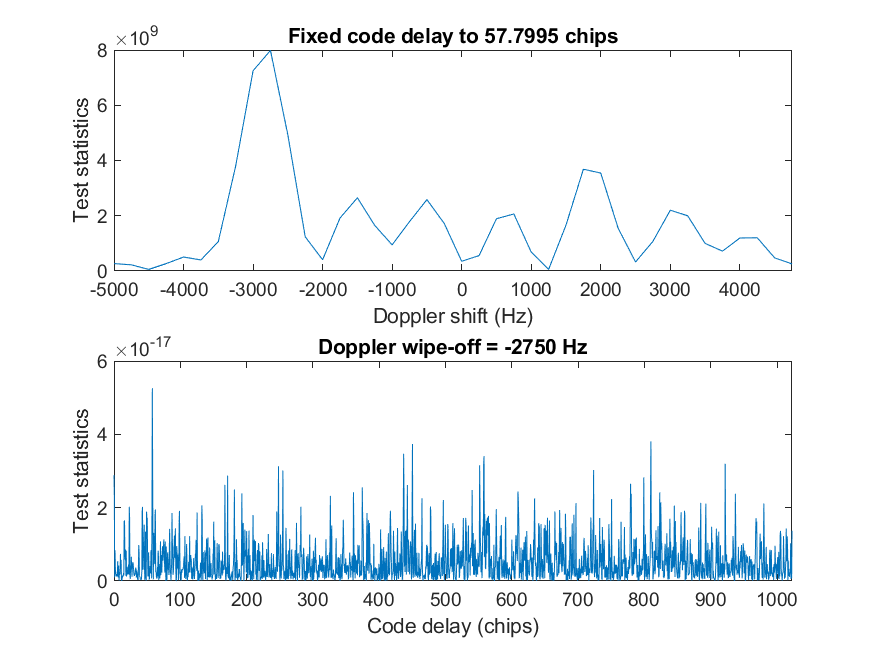 ×10^9
Fixed code delay to 57.7995 chips
8
6
4
2
0
Test statistics
-5000 -4000 -3000 -2000 -1000 0 1000 2000 3000 4000
Doppler shift (Hz)
×10^-17
Doppler wipe-off = -2750 Hz
6
4
2
0
Test statistics
0 100 200 300 400 500 600 700 800 900 1000
Code delay (chips)